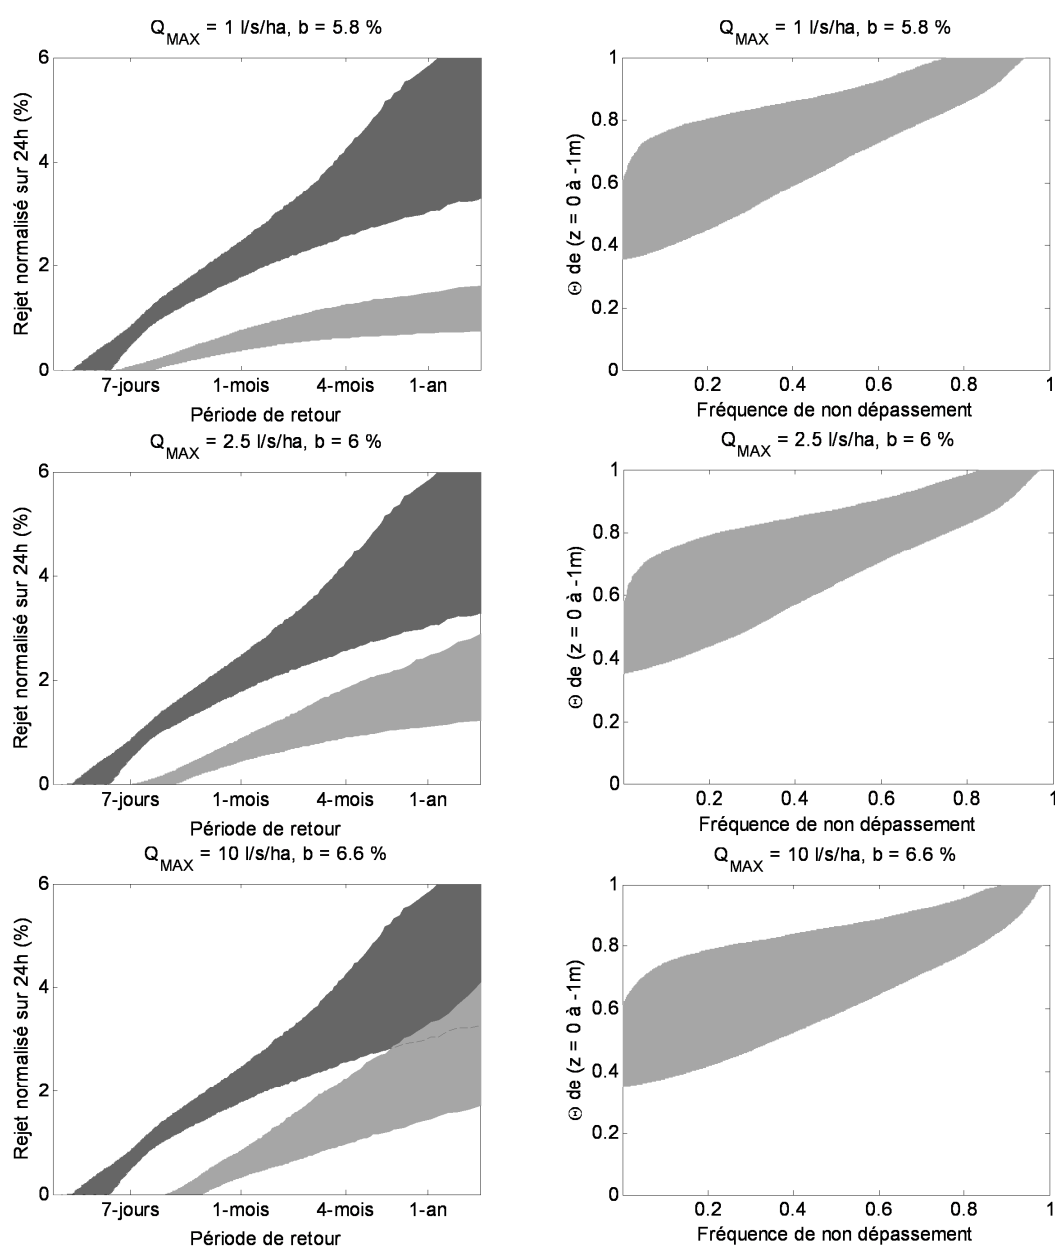 Q_MAX = 1 l/s/ha, b = 5.8 %
Rejet normalisé sur 24h (%)
6
4
2
0
7-jours 1-mois 4-mois 1-an
Période de retour
Q_MAX = 1 l/s/ha, b = 5.8 %
Θ de (z = 0 à -1m)
1
0.8
0.6
0.4
0.2
0
0.2 0.4 0.6 0.8 1
Fréquence de non dépassement
Q_MAX = 2.5 l/s/ha, b = 6 %
Rejet normalisé sur 24h (%)
6
4
2
0
7-jours 1-mois 4-mois 1-an
Période de retour
Q_MAX = 2.5 l/s/ha, b = 6 %
Θ de (z = 0 à -1m)
1
0.8
0.6
0.4
0.2
0
0.2 0.4 0.6 0.8 1
Fréquence de non dépassement
Q_MAX = 10 l/s/ha, b = 6.6 %
Rejet normalisé sur 24h (%)
6
4
2
0
7-jours 1-mois 4-mois 1-an
Période de retour
Q_MAX = 10 l/s/ha, b = 6.6 %
Θ de (z = 0 à -1m)
1
0.8
0.6
0.4
0.2
0
0.2 0.4 0.6 0.8 1
Fréquence de non dépassement